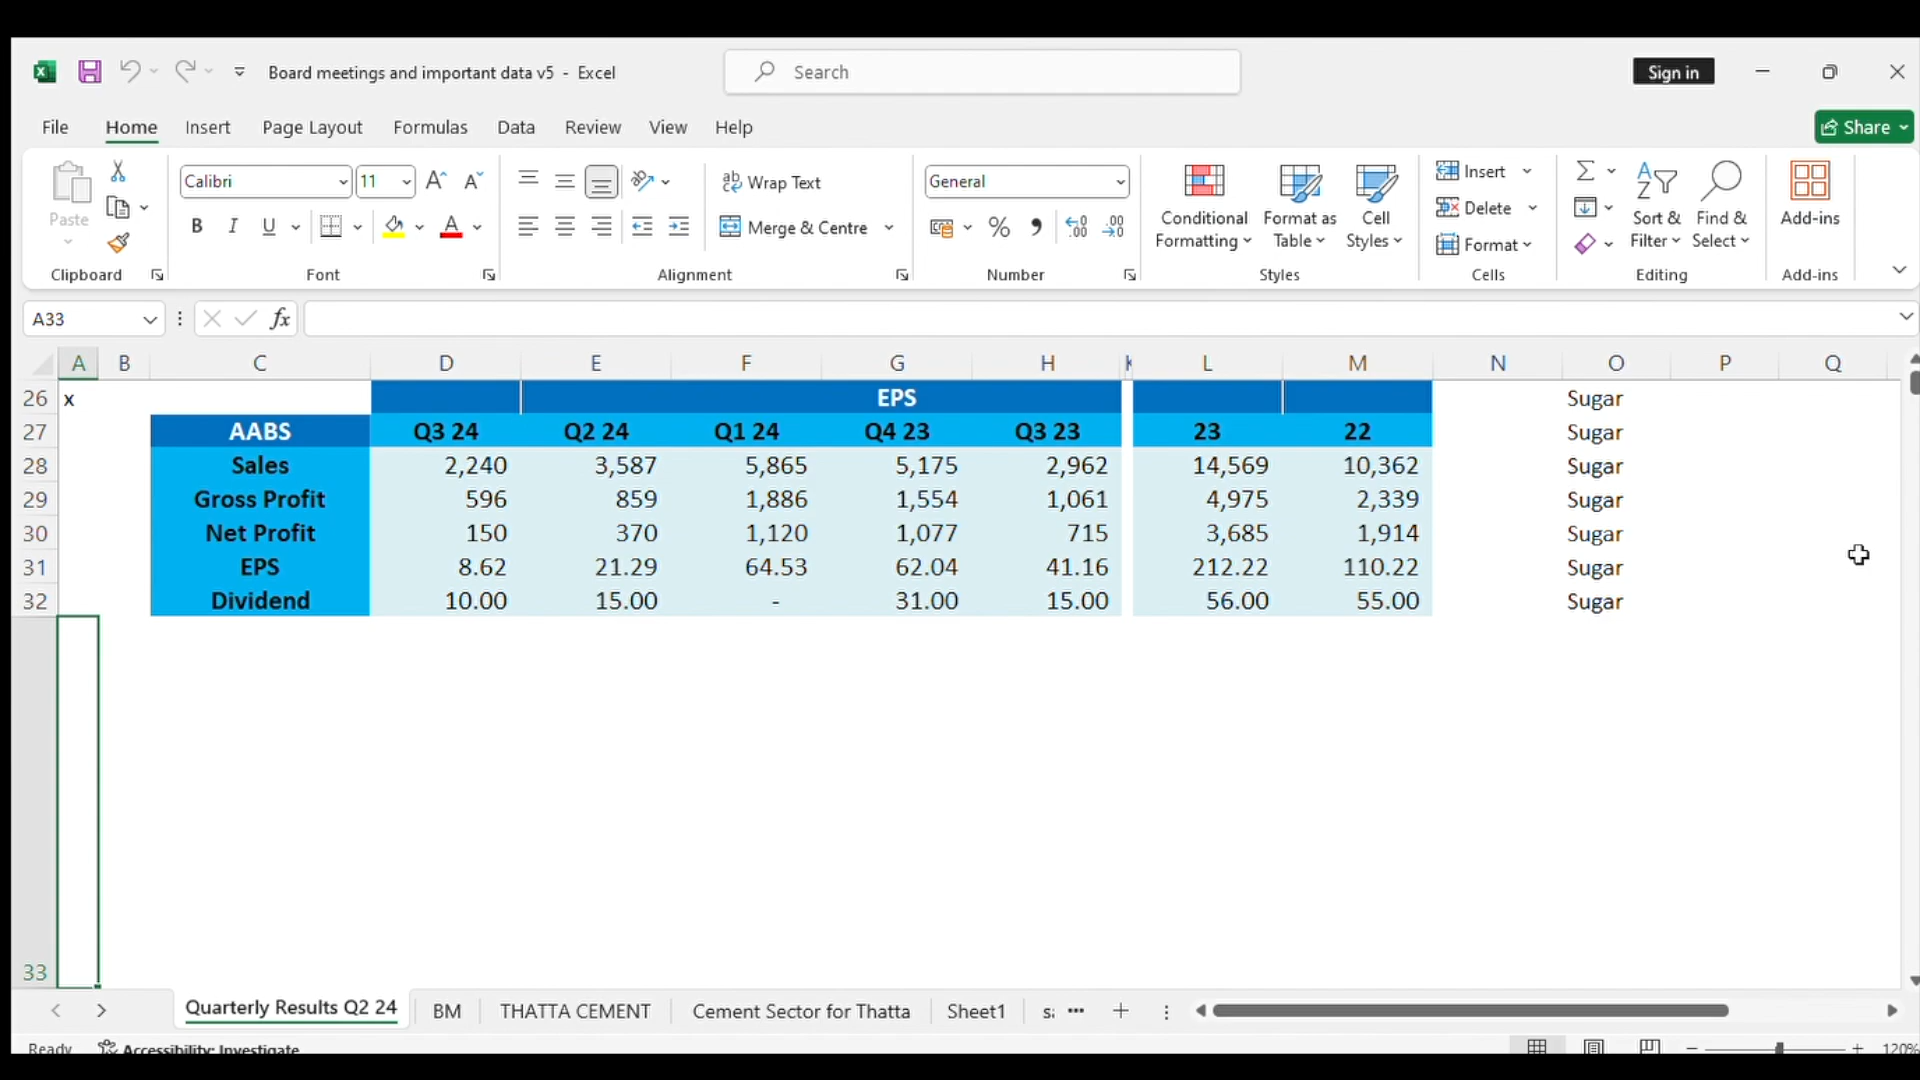 Board meetings and important data v5 - Excel
Search
Sign in
File Home Insert Page Layout Formulas Data Review View Help
Share
Paste
Calibri
11
B I U
Wrap Text
Merge & Centre
General
Conditional Formatting
Format as Table
Cell Styles
Insert
Delete
Format
Sort & Filter
Find & Select
Add-ins
Clipboard Font Alignment Number Styles Cells Editing Add-ins
A33
fx
A B C D E F G H K L M N O P Q
26 x EPS Sugar
27 AABS Q3 24 Q2 24 Q1 24 Q4 23 Q3 23 23 22 Sugar
28 Sales 2,240 3,587 5,865 5,175 2,962 14,569 10,362 Sugar
29 Gross Profit 596 859 1,886 1,554 1,061 4,975 2,339 Sugar
30 Net Profit 150 370 1,120 1,077 715 3,685 1,914 Sugar
31 EPS 8.62 21.29 64.53 62.04 41.16 212.22 110.22 Sugar
32 Dividend 10.00 15.00 - 31.00 15.00 56.00 55.00 Sugar
33
Quarterly Results Q2 24 BM THATTA CEMENT Cement Sector for Thatta Sheet1
Ready Accessibility: Investigate 120%